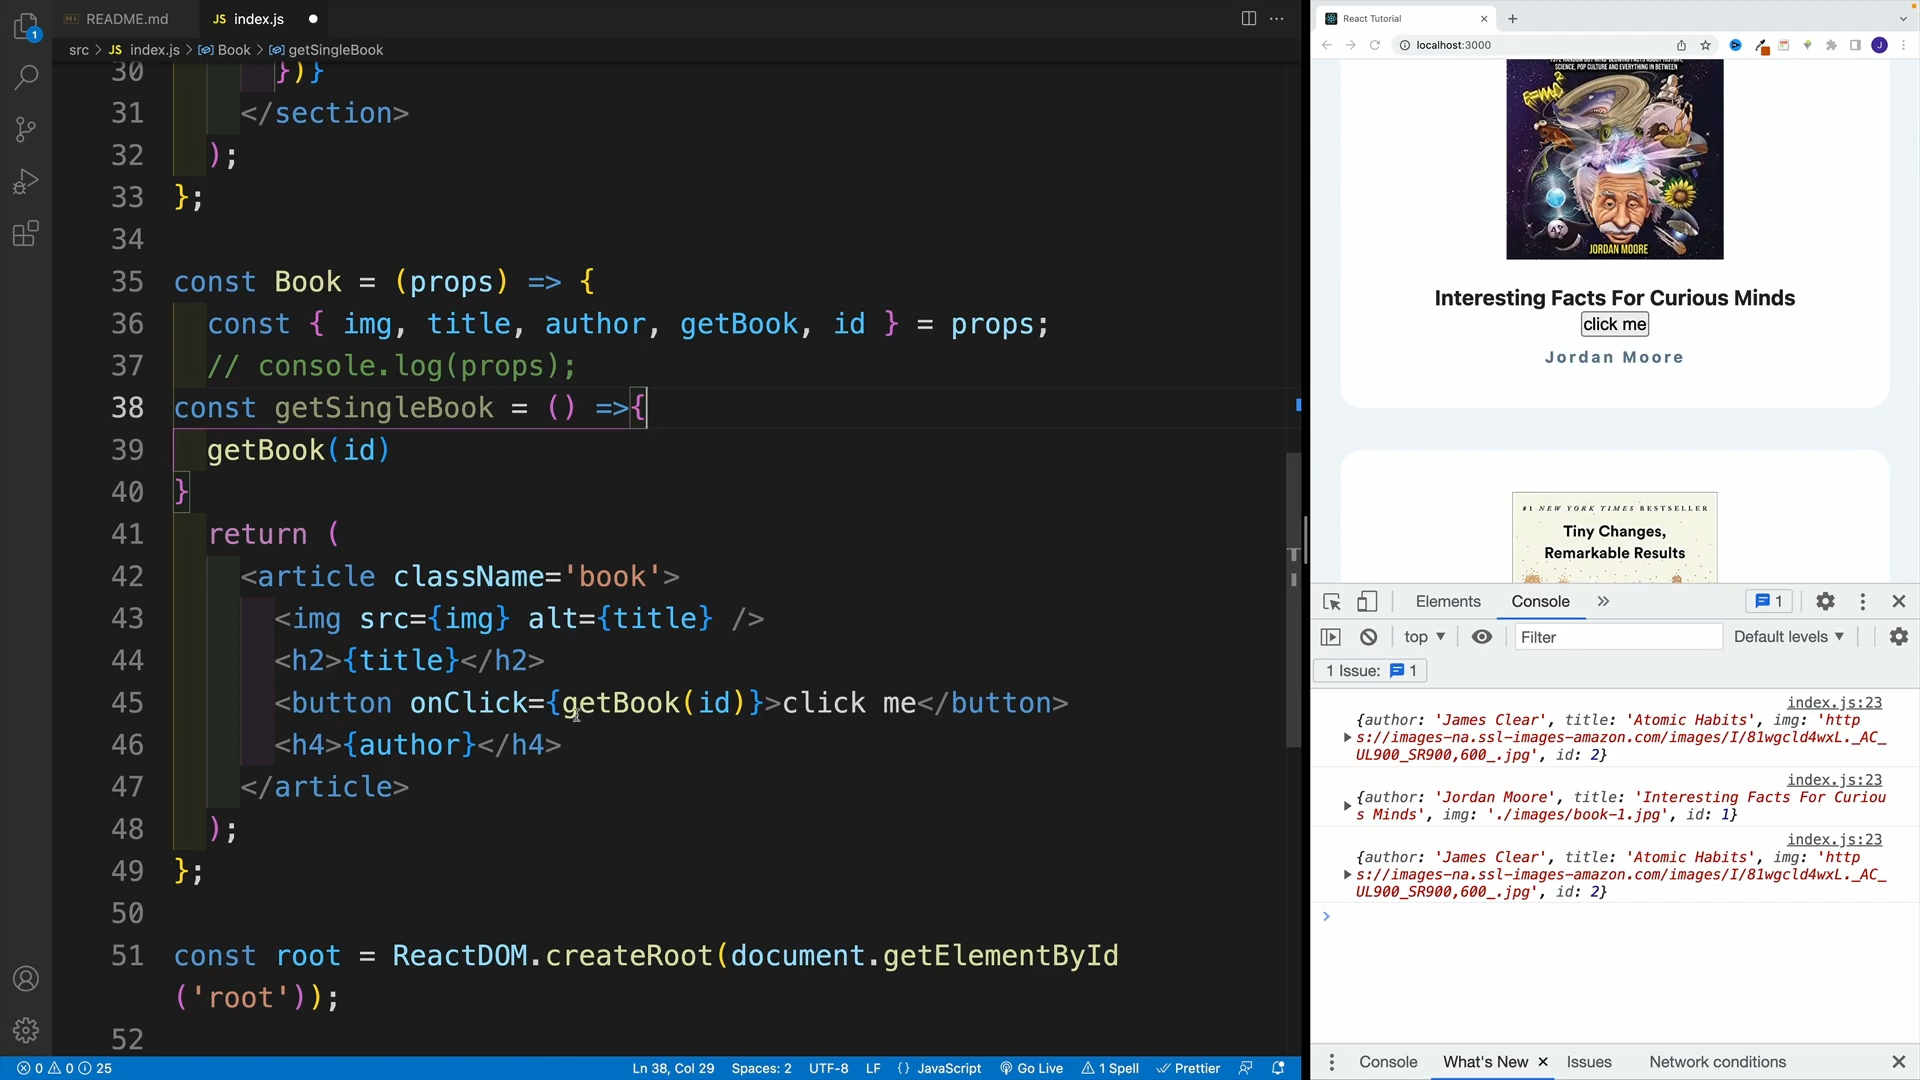 README.md
JS index.js
src > JS index.js > Book > getSingleBook
1
30 })}
31 </section>
32 );
33 };
34
35 const Book = (props) => {
36 const { img, title, author, getBook, id } = props;
37 // console.log(props);
38 const getSingleBook = () =>{
39 getBook(id)
40 }
41 return (
42 <article className='book'>
43 <img src={img} alt={title} />
44 <h2>{title}</h2>
45 <button onClick={getBook(id)}>click me</button>
46 <h4>{author}</h4>
47 </article>
48 );
49 };
50
51 const root = ReactDOM.createRoot(document.getElementById
('root'));
52
0 0 25 Ln 38, Col 29 Spaces: 2 UTF-8 LF {} JavaScript Go Live 1 Spell Prettier
React Tutorial
localhost:3000
J
SCIENCE, POP CULTURE AND EVERYTHING IN BETWEEN
JORDAN MOORE
Interesting Facts For Curious Minds
click me
Jordan Moore
#1 NEW YORK TIMES BESTSELLER
Tiny Changes,
Remarkable Results
Elements Console 1
top Filter Default levels
1 Issue: 1
index.js:23
{author: 'James Clear', title: 'Atomic Habits', img: 'http
s://images-na.ssl-images-amazon.com/images/I/81wgcld4wxL._AC_
UL900_SR900,600_.jpg', id: 2}
index.js:23
{author: 'Jordan Moore', title: 'Interesting Facts For Curiou
s Minds', img: './images/book-1.jpg', id: 1}
index.js:23
{author: 'James Clear', title: 'Atomic Habits', img: 'http
s://images-na.ssl-images-amazon.com/images/I/81wgcld4wxL._AC_
UL900_SR900,600_.jpg', id: 2}
Console What's New Issues Network conditions